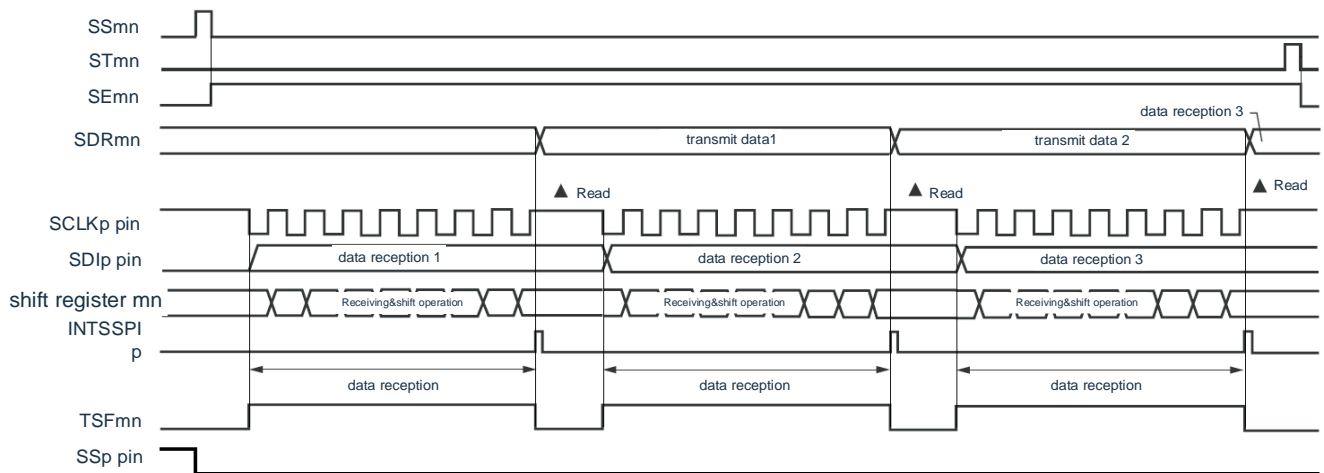 SSmn
STmn
SEmn
data reception 3
SDRmn
transmit data1
transmit data 2
Read
Read
Read
SCLKp pin
SDIp pin
data reception 1
data reception 2
data reception 3
shift register mn
Receiving&shift operation
Receiving&shift operation
Receiving&shift operation
INTSSPI
p
data reception
data reception
data reception
TSFmn
SSp pin